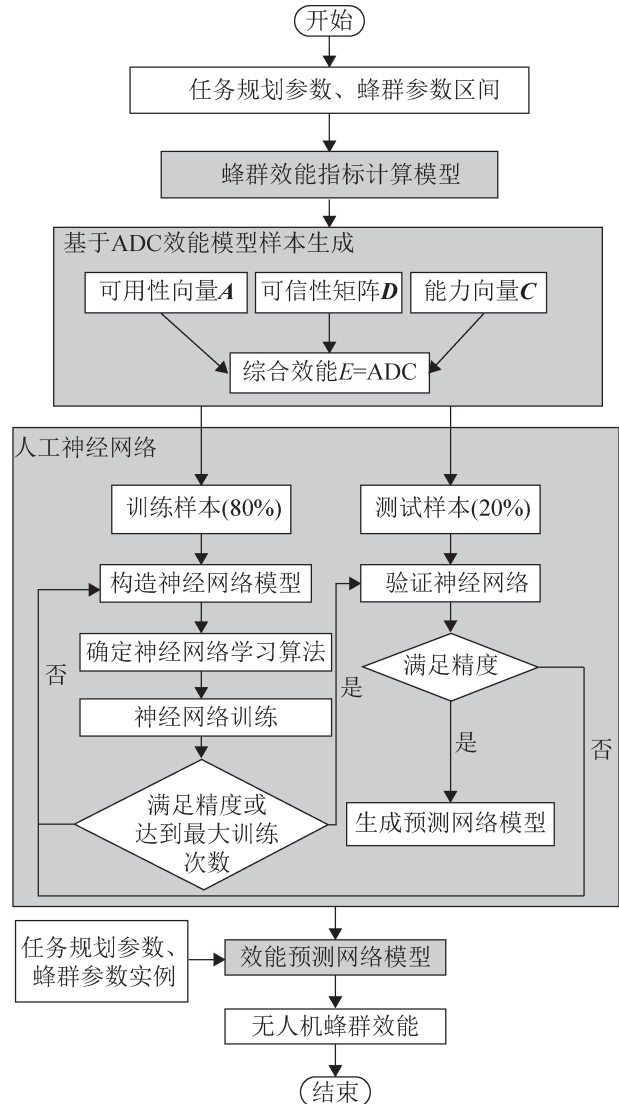 开始
任务规划参数、蜂群参数区间
蜂群效能指标计算模型
基于ADC效能模型样本生成
可用性向量A
可信性矩阵D
能力向量C
综合效能E=ADC
人工神经网络
训练样本(80%)
测试样本(20%)
构造神经网络模型
验证神经网络
确定神经网络学习算法
满足精度
否
是
神经网络训练
是
否
满足精度或
达到最大训练
次数
生成预测网络模型
任务规划参数、
蜂群参数实例
效能预测网络模型
无人机蜂群效能
结束